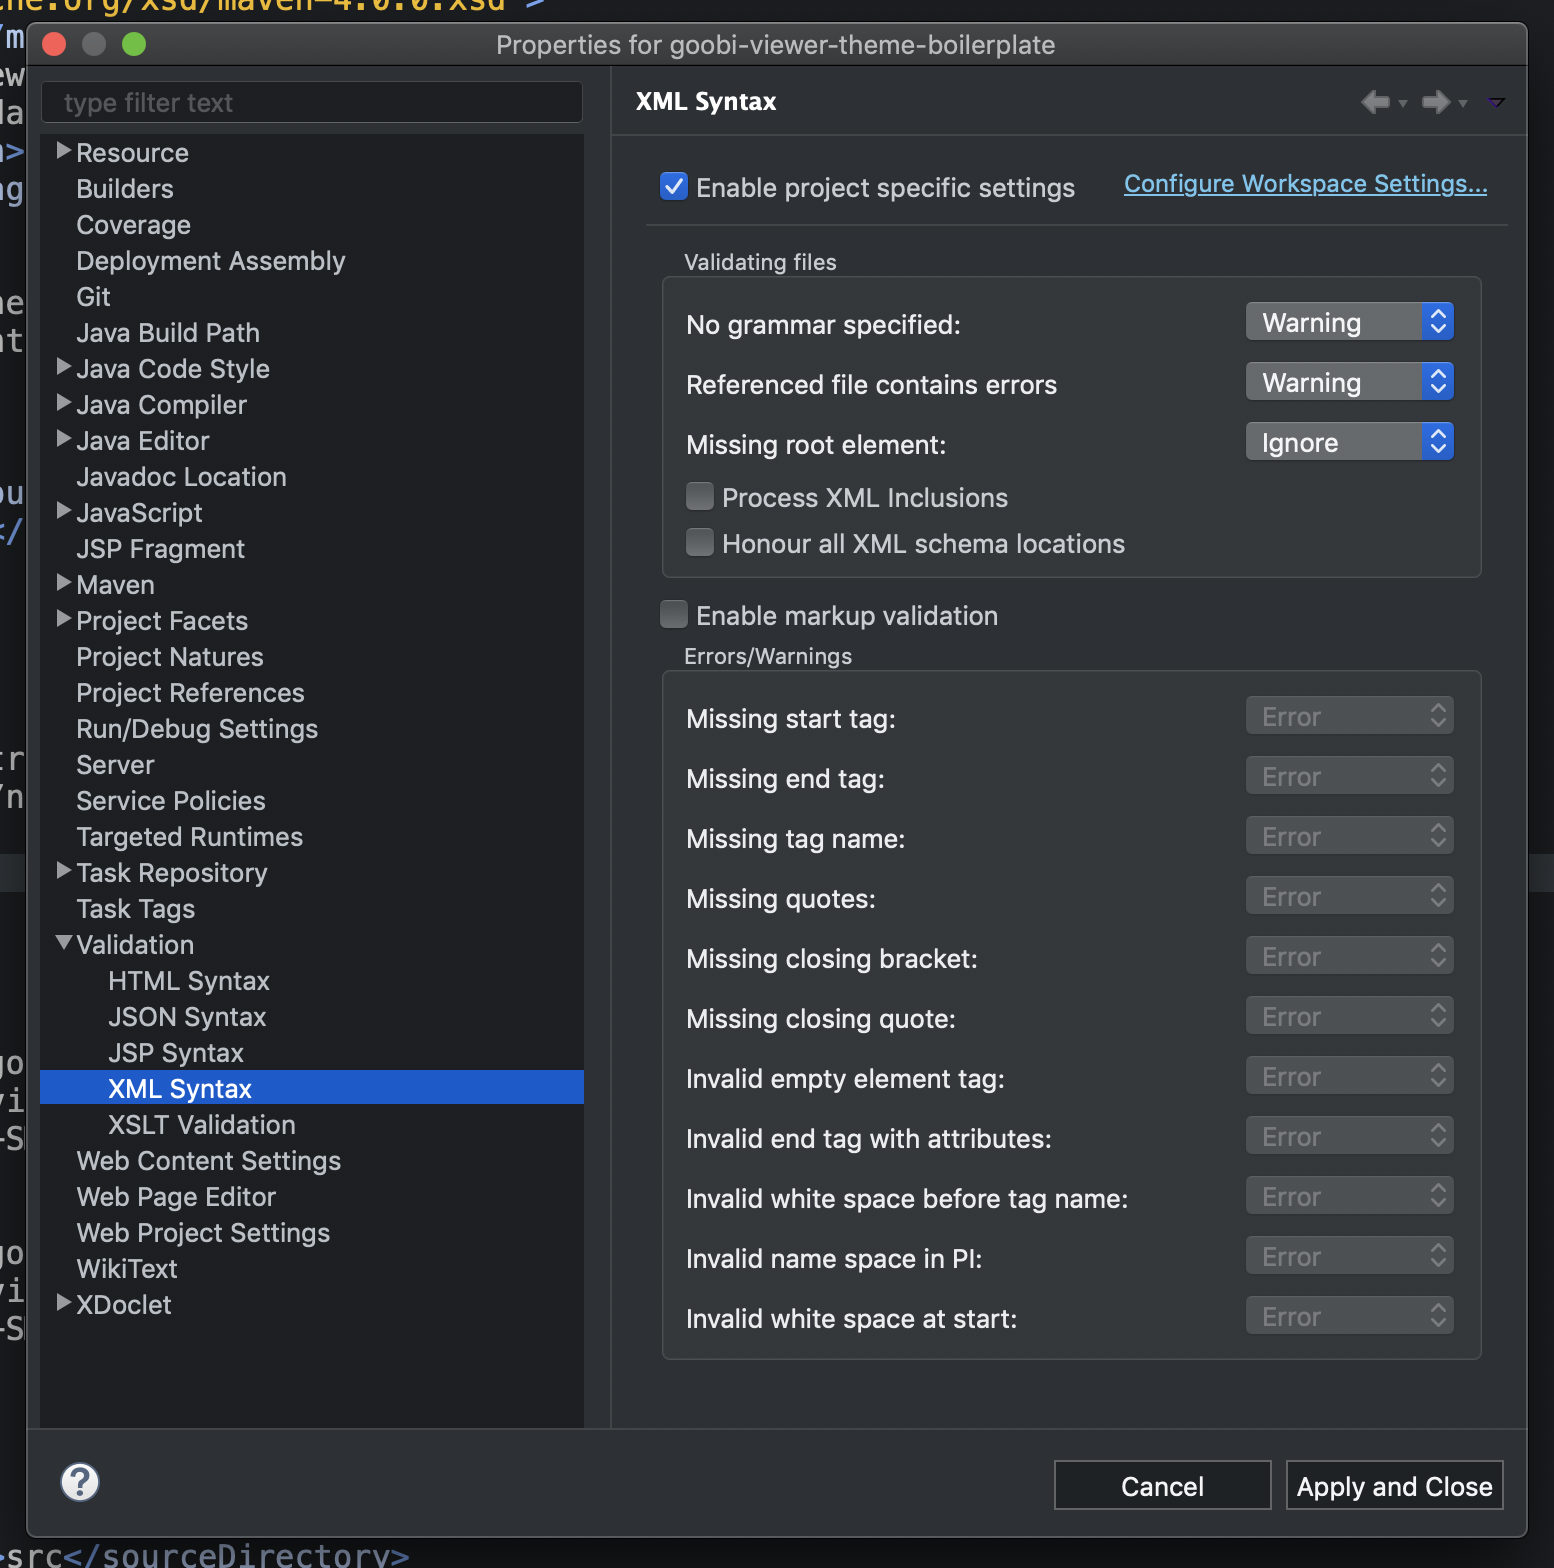 che.org/xsd/maven-4.0.0.xsd">
Properties for goobi-viewer-theme-boilerplate
type filter text
Resource
Builders
Coverage
Deployment Assembly
Git
Java Build Path
Java Code Style
Java Compiler
Java Editor
Javadoc Location
JavaScript
JSP Fragment
Maven
Project Facets
Project Natures
Project References
Run/Debug Settings
Server
Service Policies
Targeted Runtimes
Task Repository
Task Tags
Validation
HTML Syntax
JSON Syntax
JSP Syntax
XML Syntax
XSLT Validation
Web Content Settings
Web Page Editor
Web Project Settings
WikiText
XDoclet
XML Syntax
Enable project specific settings
Configure Workspace Settings...
Validating files
No grammar specified: Warning
Referenced file contains errors Warning
Missing root element: Ignore
Process XML Inclusions
Honour all XML schema locations
Enable markup validation
Errors/Warnings
Missing start tag: Error
Missing end tag: Error
Missing tag name: Error
Missing quotes: Error
Missing closing bracket: Error
Missing closing quote: Error
Invalid empty element tag: Error
Invalid end tag with attributes: Error
Invalid white space before tag name: Error
Invalid name space in PI: Error
Invalid white space at start: Error
?
Cancel
Apply and Close
>src</sourceDirectory>